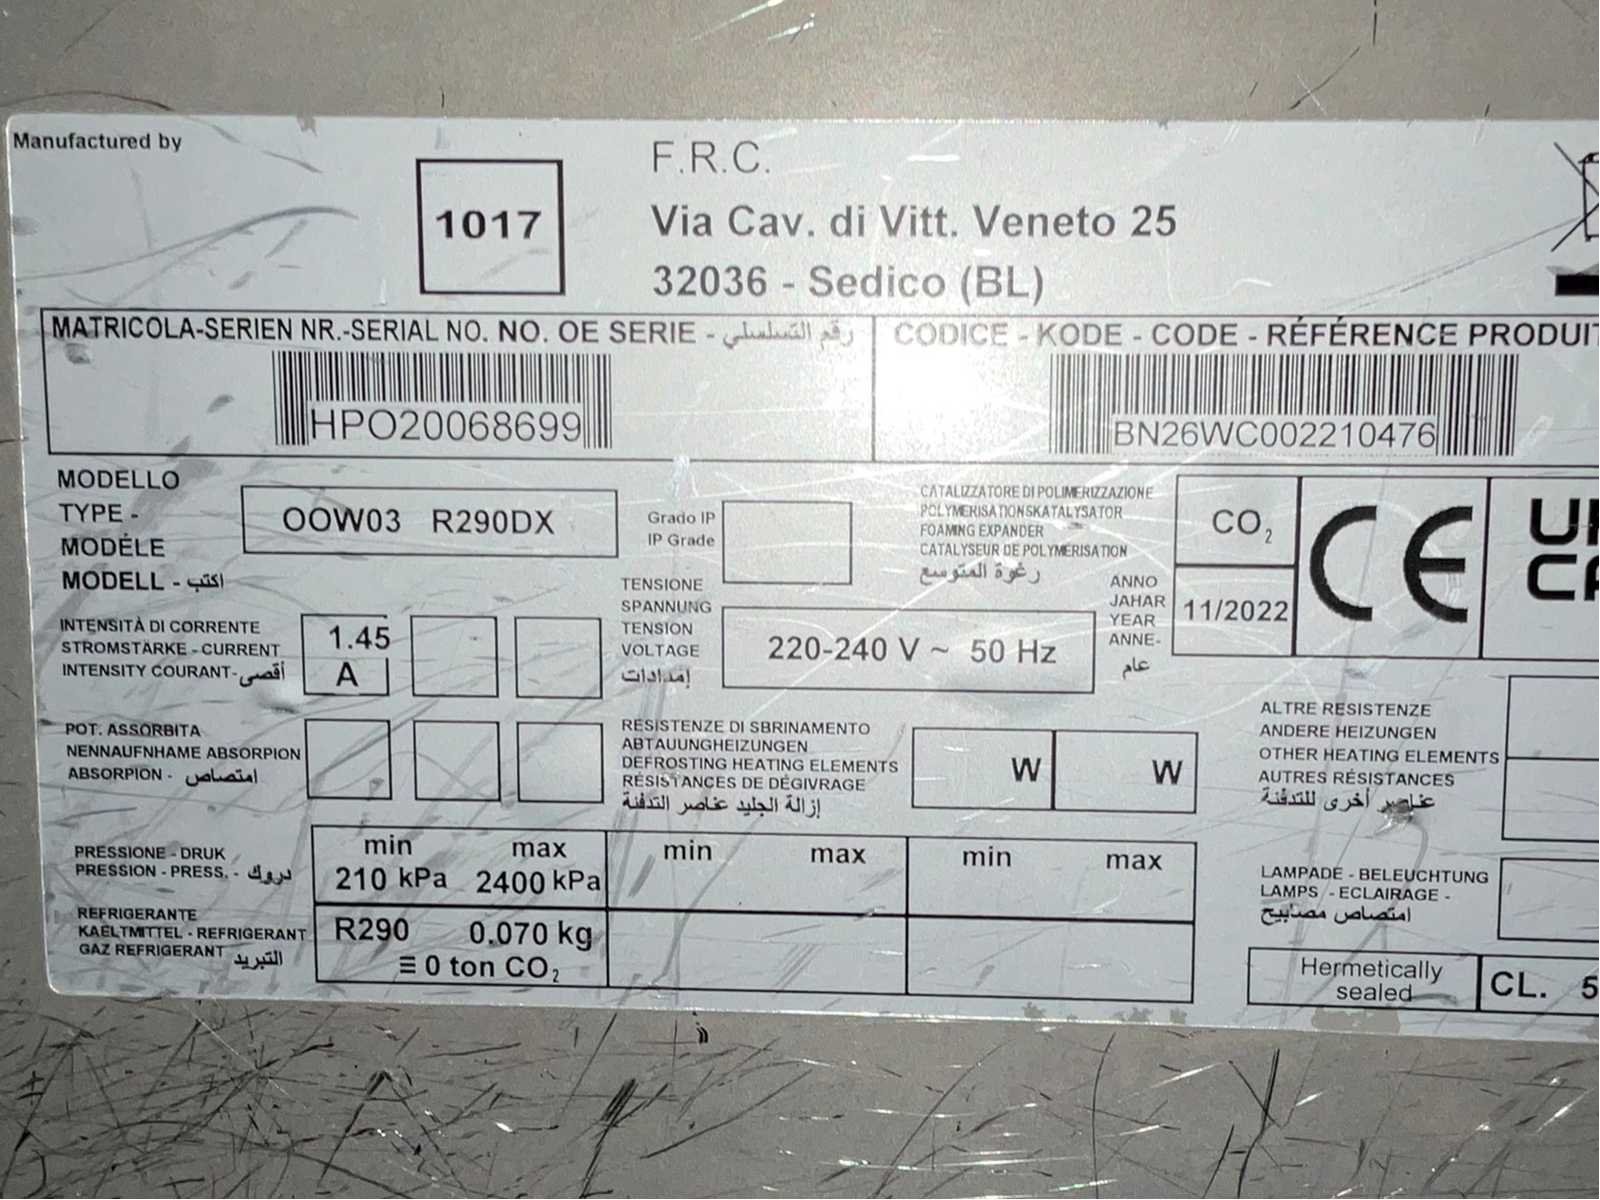 Manufactured by
1017
F.R.C.
Via Cav. di Vitt. Veneto 25
32036 - Sedico (BL)
MATRICOLA-SERIEN NR.-SERIAL NO. NO. OE SERIE - رقم التسلسلي
HPO20068699
CODICE - KODE - CODE - RÉFÉRENCE PRODUIT
BN26WC002210476
MODELLO
TYPE -
MODÈLE
MODELL - اكتب
OOW03 R290DX
Grado IP
IP Grade
CATALIZZATORE DI POLIMERIZZAZIONE
POLYMERISATIONSKATALYSATOR
FOAMING EXPANDER
CATALYSEUR DE POLYMERISATION
رغوة المتوسع
CO₂
CE
UK
CA
INTENSITÀ DI CORRENTE
STROMSTÄRKE - CURRENT
INTENSITY COURANT- أقصى
1.45
A
TENSIONE
SPANNUNG
TENSION
VOLTAGE
إمدادات
220-240 V ~ 50 Hz
ANNO
JAHAR
YEAR
ANNE-
عام
11/2022
POT. ASSORBITA
NENNAUFNHAME ABSORPION
ABSORPION - امتصاص
RESISTENZE DI SBRINAMENTO
ABTAUUNGHEIZUNGEN
DEFROSTING HEATING ELEMENTS
RÉSISTANCES DE DÉGIVRAGE
إزالة الجليد عناصر التدفئة
W
W
ALTRE RESISTENZE
ANDERE HEIZUNGEN
OTHER HEATING ELEMENTS
AUTRES RÉSISTANCES
عناصر أخرى للتدفئة
PRESSIONE - DRUK
PRESSION - PRESS. - دروك
min max
210 kPa 2400 kPa
min max
min max
LAMPADE - BELEUCHTUNG
LAMPS - ECLAIRAGE -
امتصاص مصابيح
REFRIGERANTE
KAELTMITTEL - REFRIGERANT
GAZ REFRIGERANT التبريد
R290 0.070 kg
≡ 0 ton CO₂
Hermetically
sealed
CL. 5